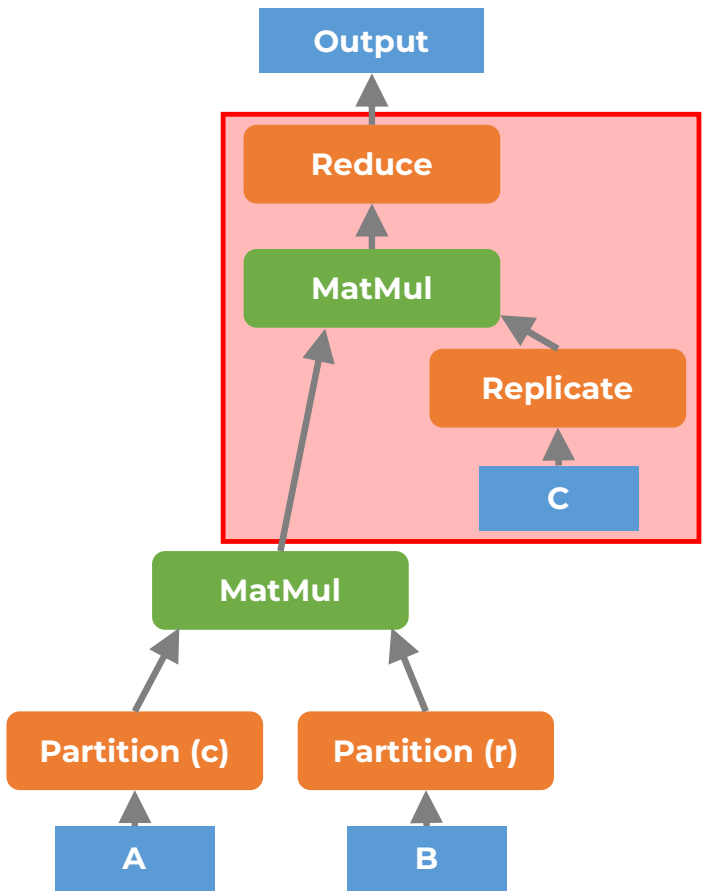 Output
Reduce
MatMul
Replicate
C
MatMul
Partition (c)
Partition (r)
A
B